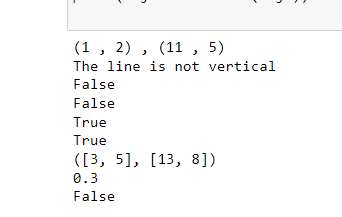 (1 , 2) , (11 , 5)
The line is not vertical
False
False
True
True
([3, 5], [13, 8])
0.3
False